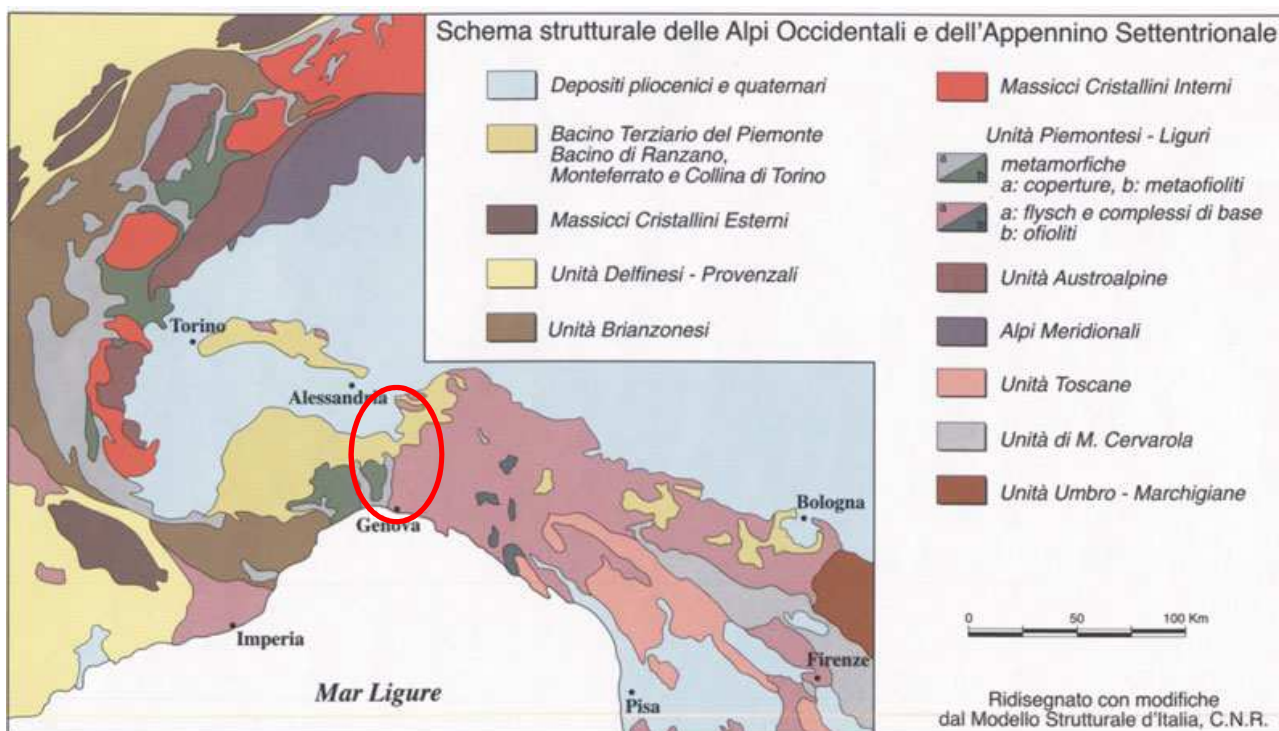 Schema strutturale delle Alpi Occidentali e dell'Appennino Settentrionale
Depositi pliocenici e quaternari
Bacino Terziario del Piemonte
Bacino di Ranzano,
Monteferrato e Collina di Torino
Massicci Cristallini Esterni
Unità Delfinesi - Provenzali
Unità Brianzonesi
Massicci Cristallini Interni
Unità Piemontesi - Liguri
a
b
metamorfiche
a: coperture, b: metaofioliti
a
b
a: flysch e complessi di base
b: ofioliti
Unità Austroalpine
Alpi Meridionali
Unità Toscane
Unità di M. Cervarola
Unità Umbro - Marchigiane
Torino
Alessandria
Genova
Bologna
Imperia
Firenze
Pisa
Mar Ligure
0 50 100 Km
Ridisegnato con modifiche
dal Modello Strutturale d'Italia, C.N.R.